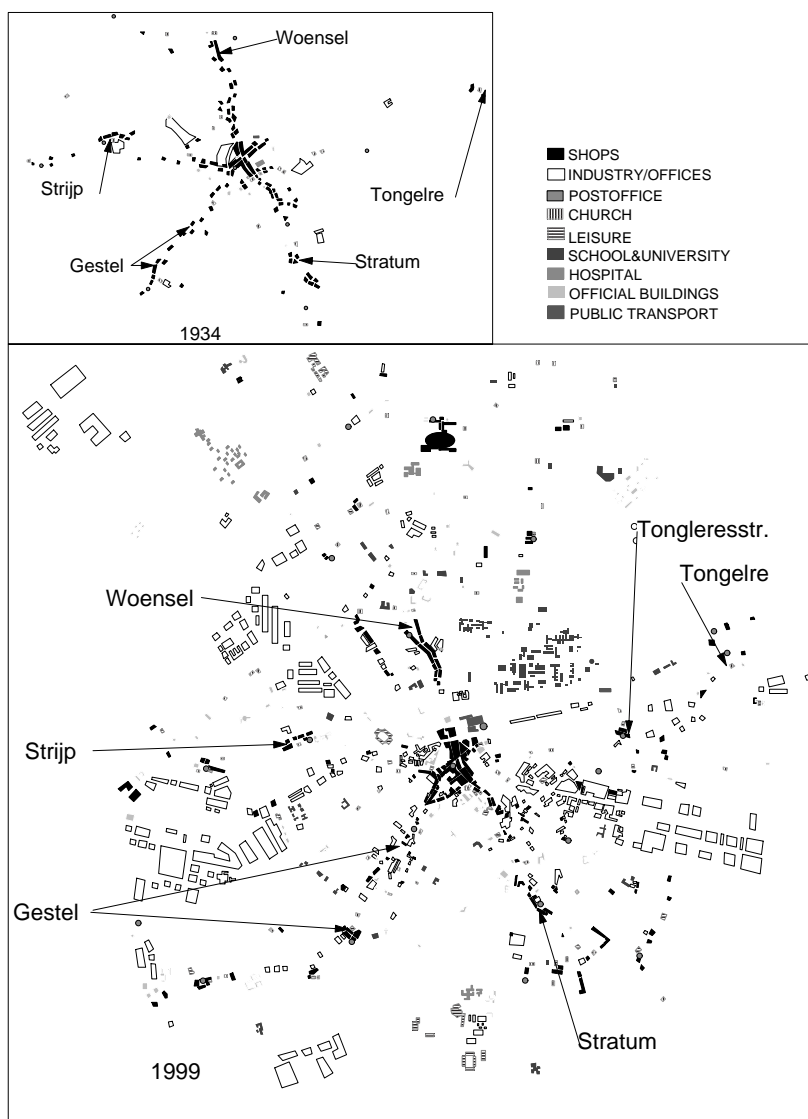 Woensel
Strijp
Tongelre
Gestel
Stratum
1934
SHOPS
INDUSTRY/OFFICES
POSTOFFICE
CHURCH
LEISURE
SCHOOL&UNIVERSITY
HOSPITAL
OFFICIAL BUILDINGS
PUBLIC TRANSPORT
Tongleresstr.
Tongelre
Woensel
Strijp
Gestel
Stratum
1999